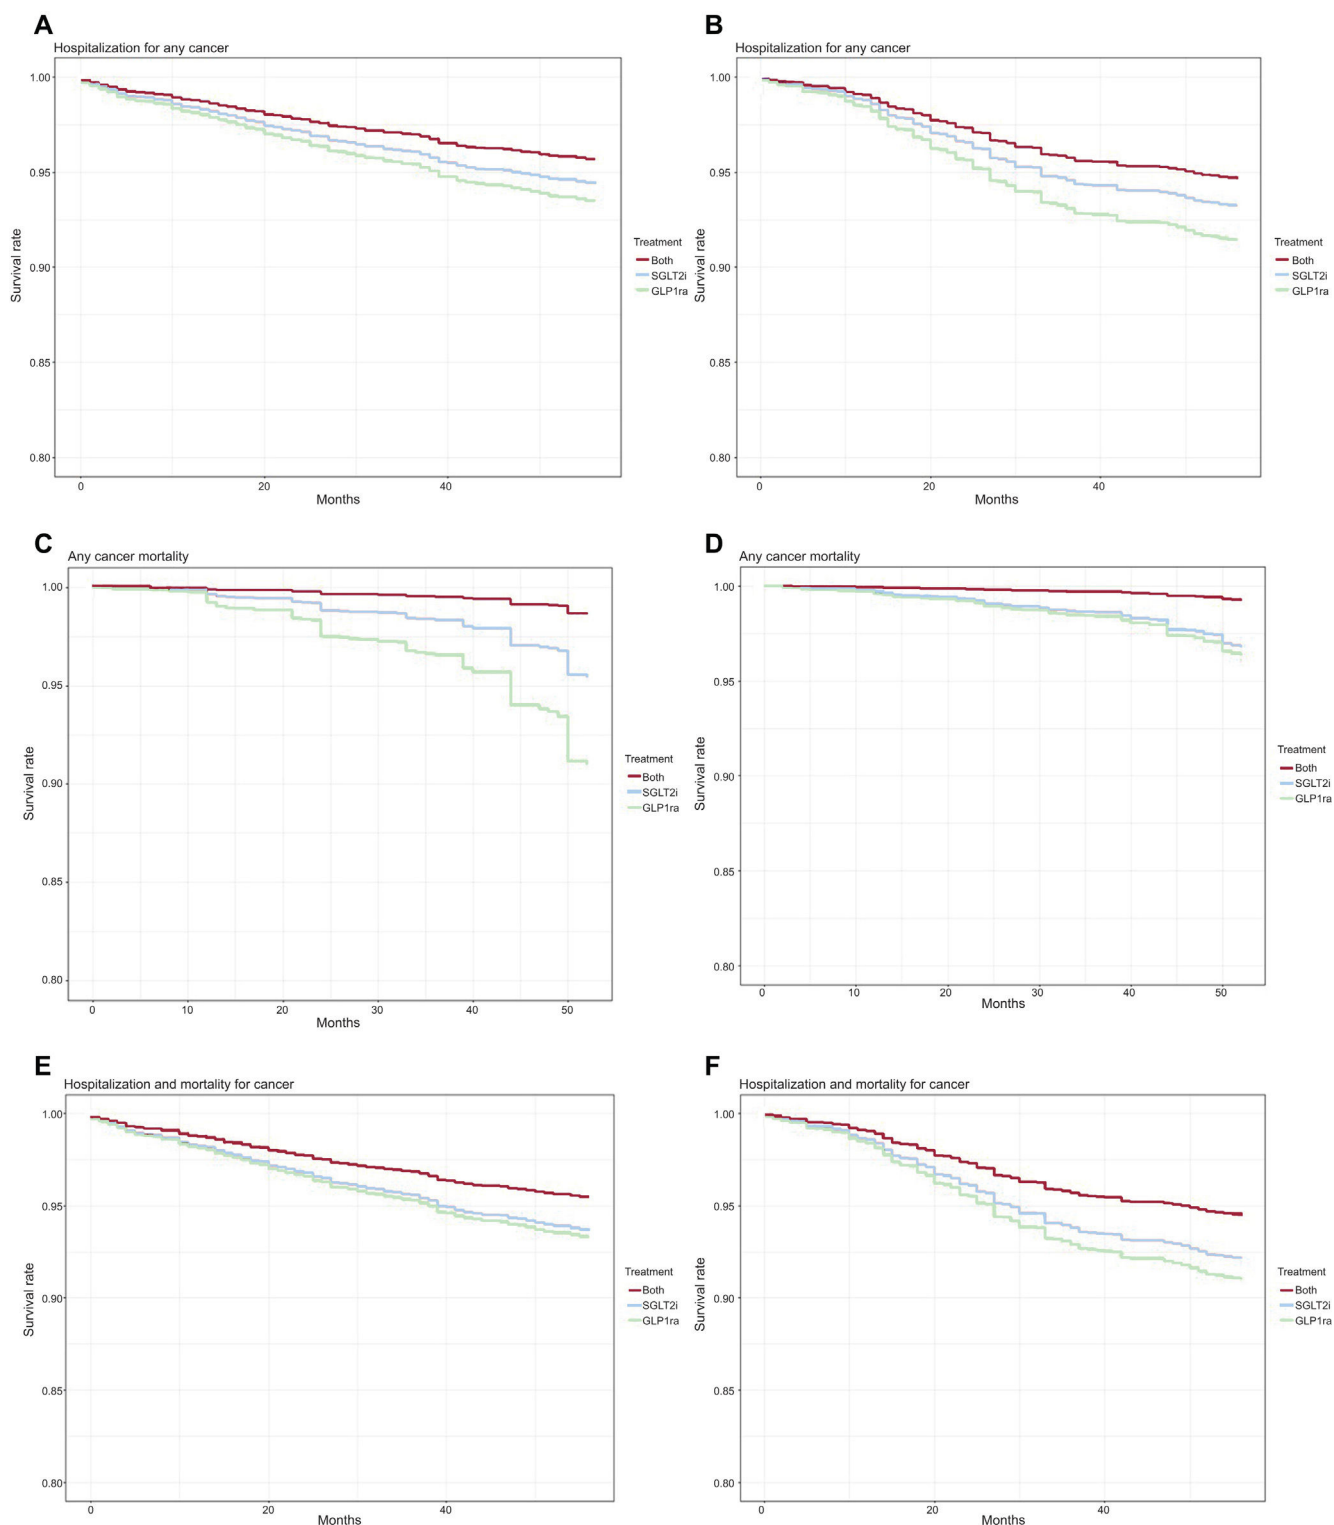 A
Hospitalization for any cancer
1.00
0.95
0.90
0.85
0.80
Survival rate
0
20
40
Months
Treatment
Both
SGLT2i
GLP1ra
B
Hospitalization for any cancer
1.00
0.95
0.90
0.85
0.80
Survival rate
0
20
40
Months
Treatment
Both
SGLT2i
GLP1ra
C
Any cancer mortality
1.00
0.95
0.90
0.85
0.80
Survival rate
0
10
20
30
40
50
Months
Treatment
Both
SGLT2i
GLP1ra
D
Any cancer mortality
1.00
0.95
0.90
0.85
0.80
Survival rate
0
10
20
30
40
50
Months
Treatment
Both
SGLT2i
GLP1ra
E
Hospitalization and mortality for cancer
1.00
0.95
0.90
0.85
0.80
Survival rate
0
20
40
Months
Treatment
Both
SGLT2i
GLP1ra
F
Hospitalization and mortality for cancer
1.00
0.95
0.90
0.85
0.80
Survival rate
0
20
40
Months
Treatment
Both
SGLT2i
GLP1ra